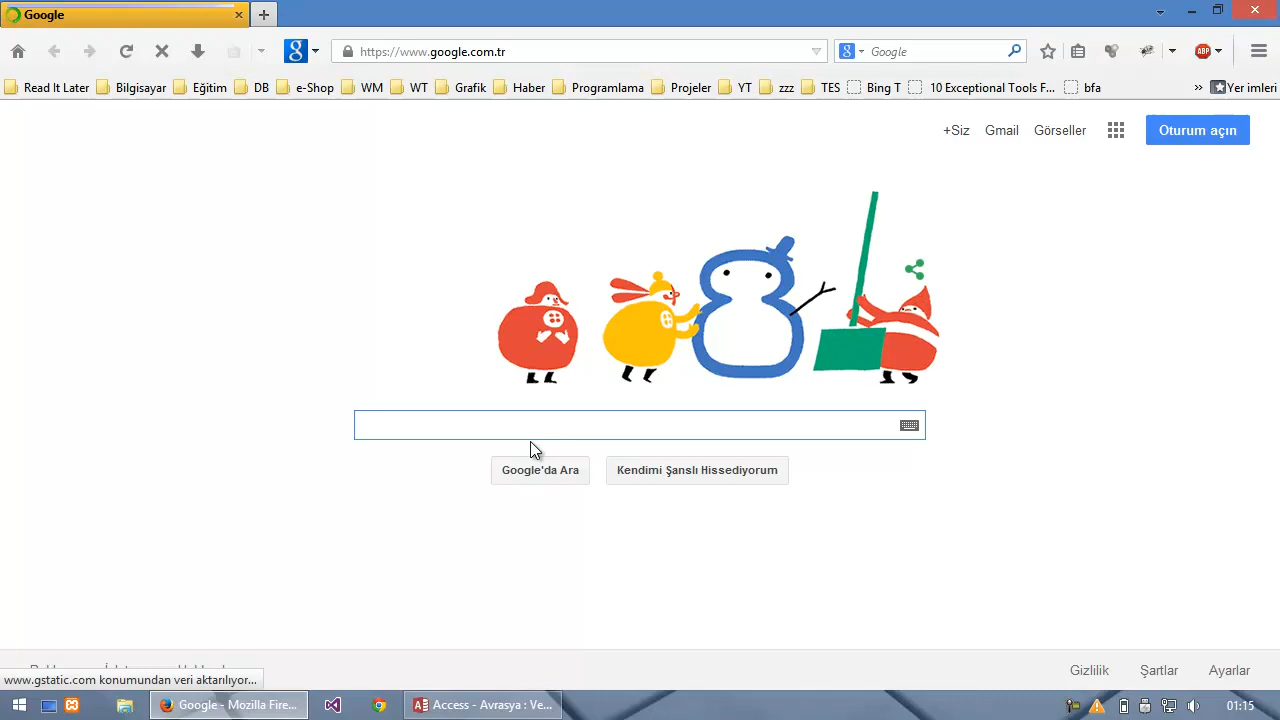 Google
https://www.google.com.tr
Google
ABP
Read It Later Bilgisayar Eğitim DB e-Shop WM WT Grafik Haber Programlama Projeler YT zzz TES Bing T 10 Exceptional Tools F... bfa » Yer imleri
+Siz Gmail Görseller Oturum açın
Google'da Ara Kendimi Şanslı Hissediyorum
Gizlilik Şartlar Ayarlar
www.gstatic.com konumundan veri aktarılıyor...
Google - Mozilla Fire... Access - Avrasya : Ve... 01:15